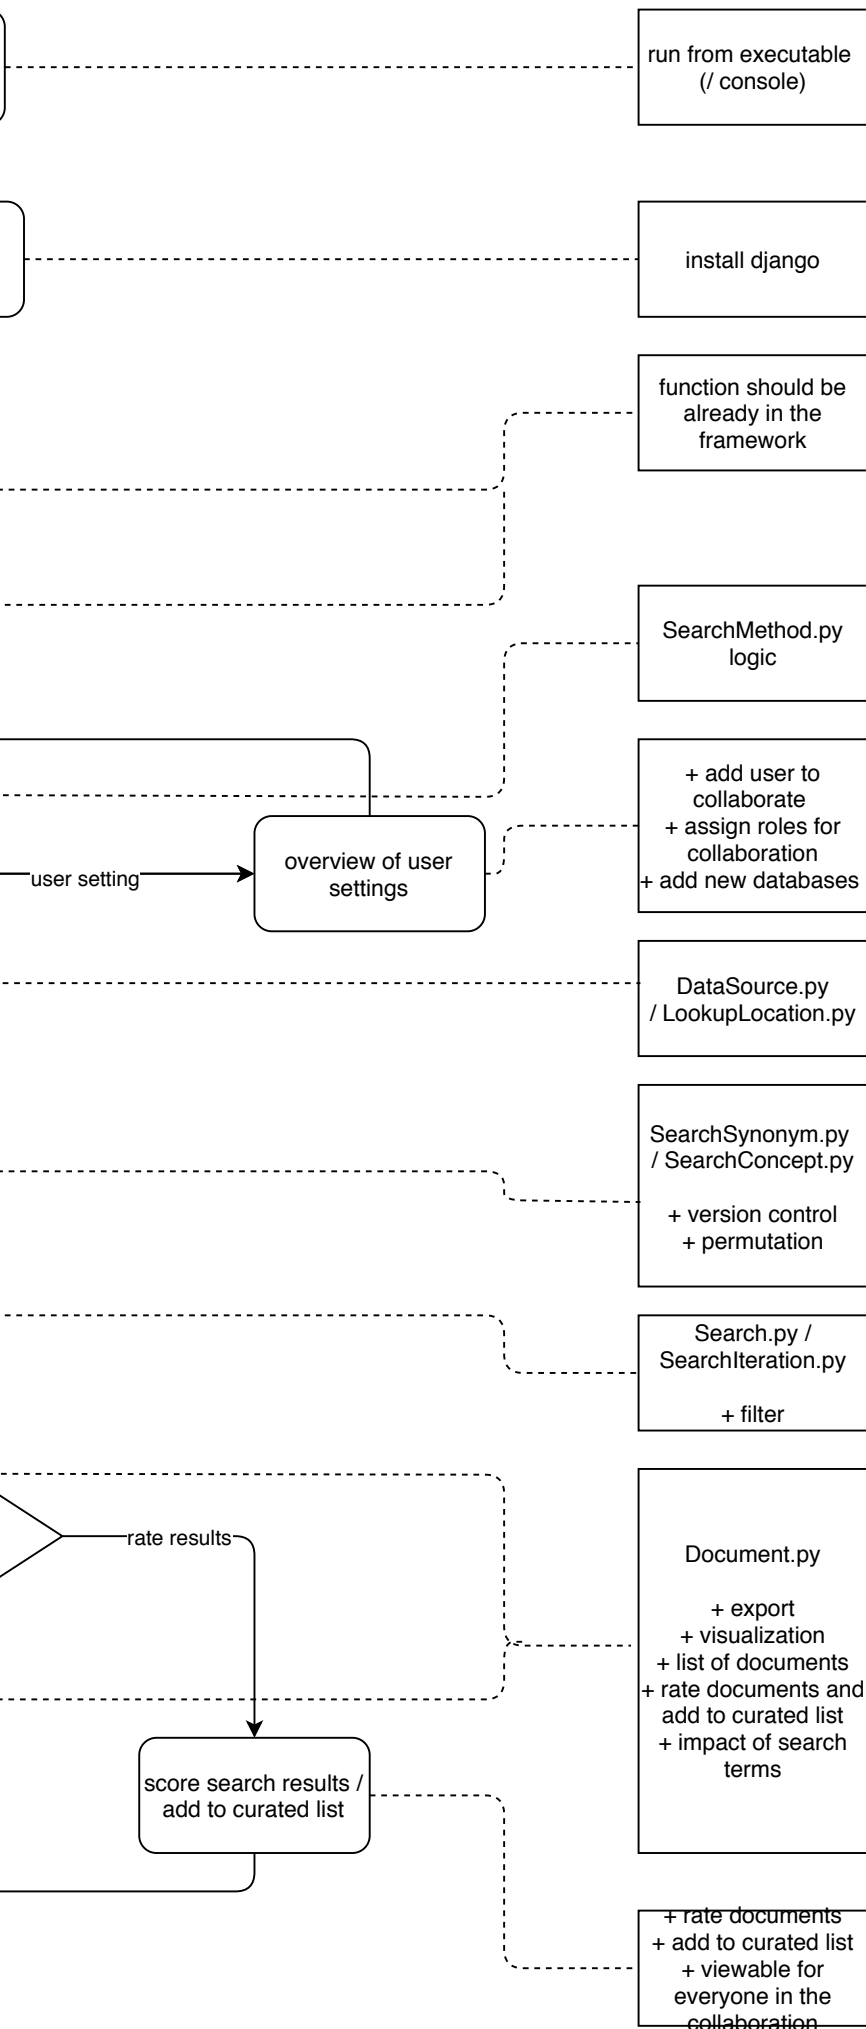 run from executable
(/ console)
install django
function should be
already in the
framework
SearchMethod.py
logic
+ add user to
collaborate
+ assign roles for
collaboration
+ add new databases
overview of user
settings
user setting
DataSource.py
/ LookupLocation.py
SearchSynonym.py
/ SearchConcept.py
+ version control
+ permutation
Search.py /
SearchIteration.py
+ filter
rate results
Document.py
+ export
+ visualization
+ list of documents
+ rate documents and
add to curated list
+ impact of search
terms
score search results /
add to curated list
+ rate documents
+ add to curated list
+ viewable for
everyone in the
collaboration